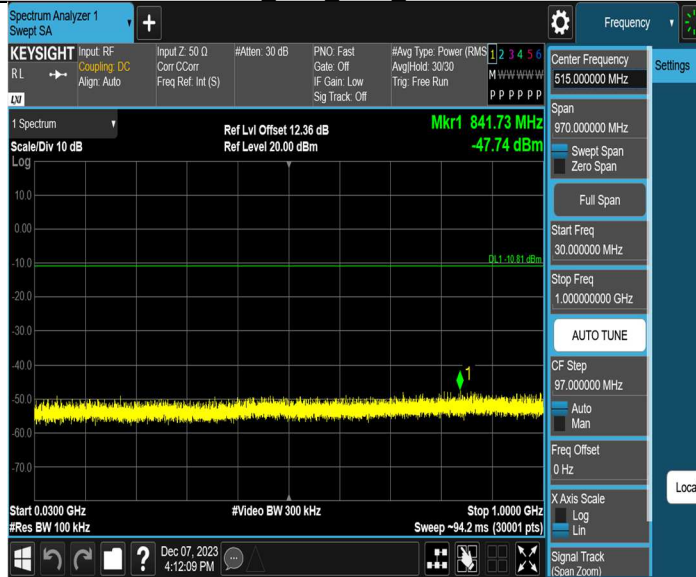 Spectrum Analyzer 1
Swept SA
Frequency
KEYSIGHT
RL
LXI
Input: RF
Coupling: DC
Align: Auto
Input Z: 50 Ω
Corr CCorr
Freq Ref: Int (S)
#Atten: 30 dB
PNO: Fast
Gate: Off
IF Gain: Low
Sig Track: Off
#Avg Type: Power (RMS
Avg|Hold: 30/30
Trig: Free Run
1 2 3 4 5 6
M W W W W W
P P P P P P
Center Frequency
515.000000 MHz
Settings
Span
970.000000 MHz
Swept Span
Zero Span
Full Span
Start Freq
30.000000 MHz
Stop Freq
1.000000000 GHz
AUTO TUNE
CF Step
97.000000 MHz
Auto
Man
Freq Offset
0 Hz
X Axis Scale
Log
Lin
Signal Track
(Span Zoom)
Loca
1 Spectrum
Scale/Div 10 dB
Log
Ref Lvl Offset 12.36 dB
Ref Level 20.00 dBm
Mkr1 841.73 MHz
-47.74 dBm
10.0
0.00
-10.0
DL1 -10.81 dBm
-20.0
-30.0
-40.0
1
-50.0
-60.0
-70.0
Start 0.0300 GHz
#Res BW 100 kHz
#Video BW 300 kHz
Stop 1.0000 GHz
Sweep ~94.2 ms (30001 pts)
?
Dec 07, 2023
4:12:09 PM